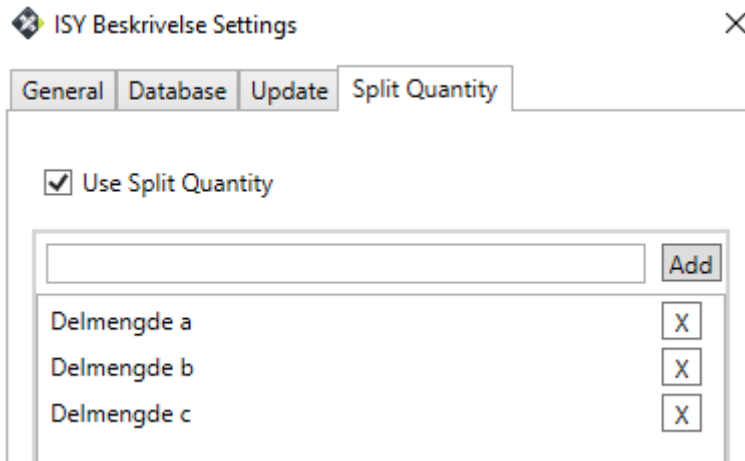 ISY Beskrivelse Settings
General Database Update Split Quantity
Use Split Quantity
Add
Delmengde a X
Delmengde b X
Delmengde c X